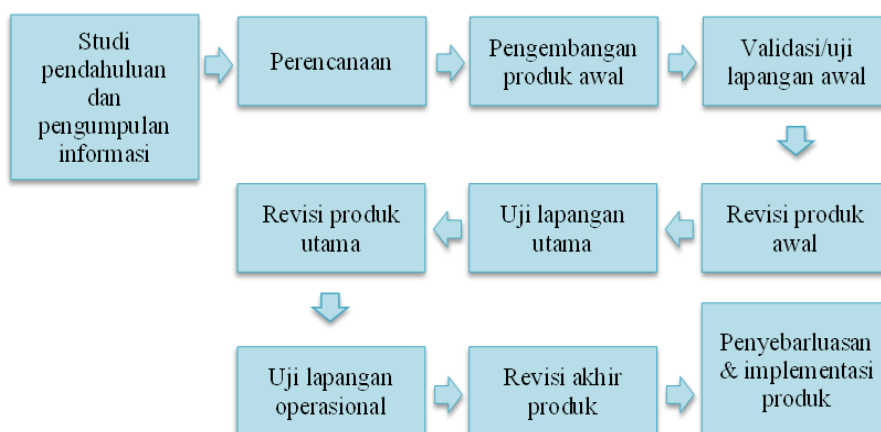 Studi
pendahuluan
dan
pengumpulan
informasi
Perencanaan
Pengembangan
produk awal
Validasi/uji
lapangan awal
Revisi produk
awal
Uji lapangan
utama
Revisi produk
utama
Uji lapangan
operasional
Revisi akhir
produk
Penyebarluasan
& implementasi
produk